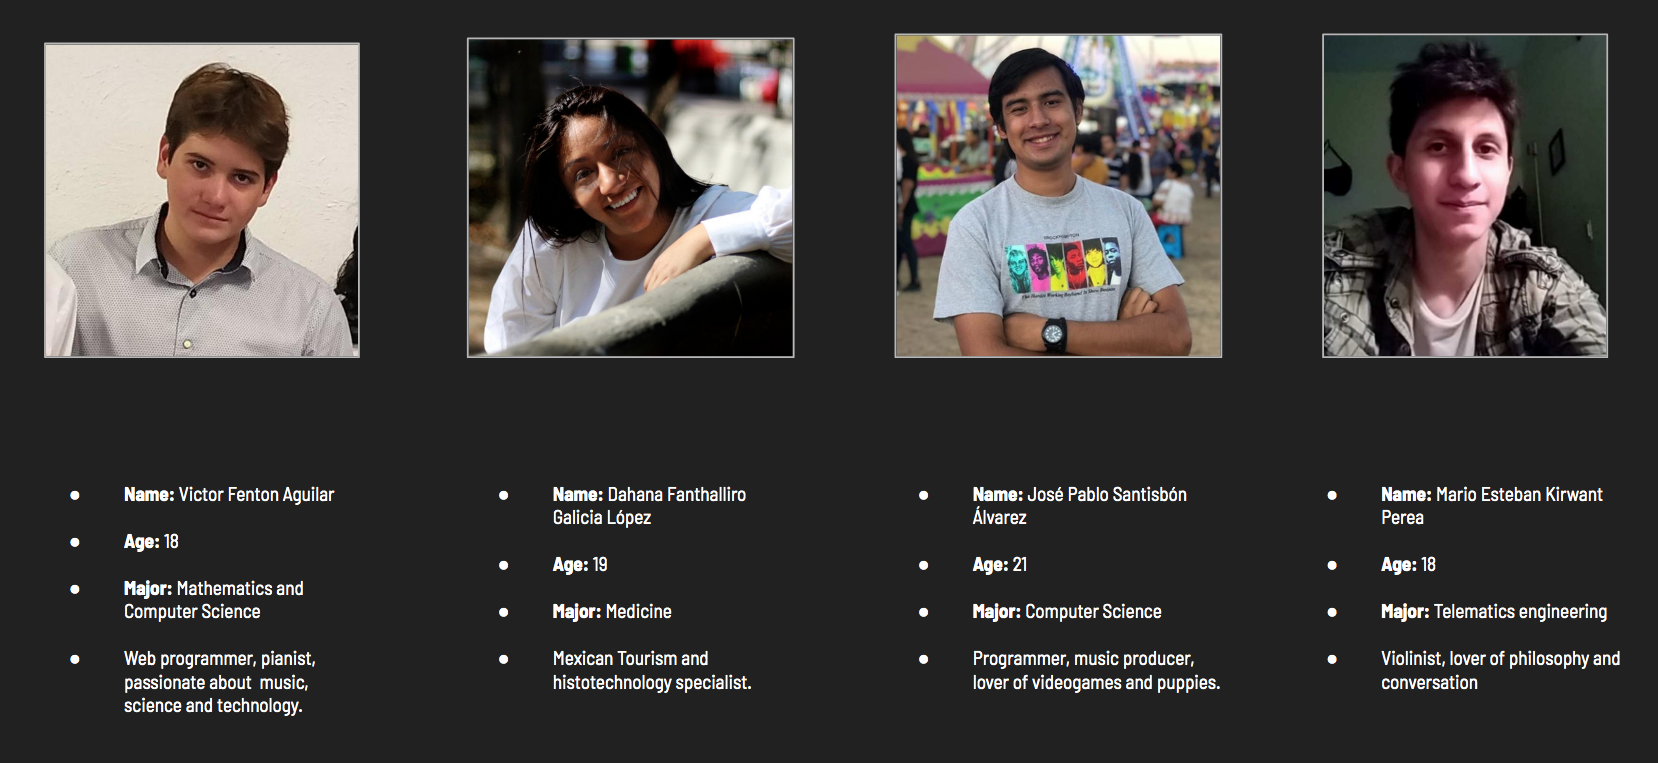 Name: Victor Fenton Aguilar
Age: 18
Major: Mathematics and
Computer Science
Web programmer, pianist,
passionate about music,
science and technology.
Name: Dahana Fanthalliro
Galicia López
Age: 19
Major: Medicine
Mexican Tourism and
histotechnology specialist.
Name: José Pablo Santisbón
Álvarez
Age: 21
Major: Computer Science
Programmer, music producer,
lover of videogames and puppies.
Name: Mario Esteban Kirwant
Perea
Age: 18
Major: Telematics engineering
Violinist, lover of philosophy and
conversation